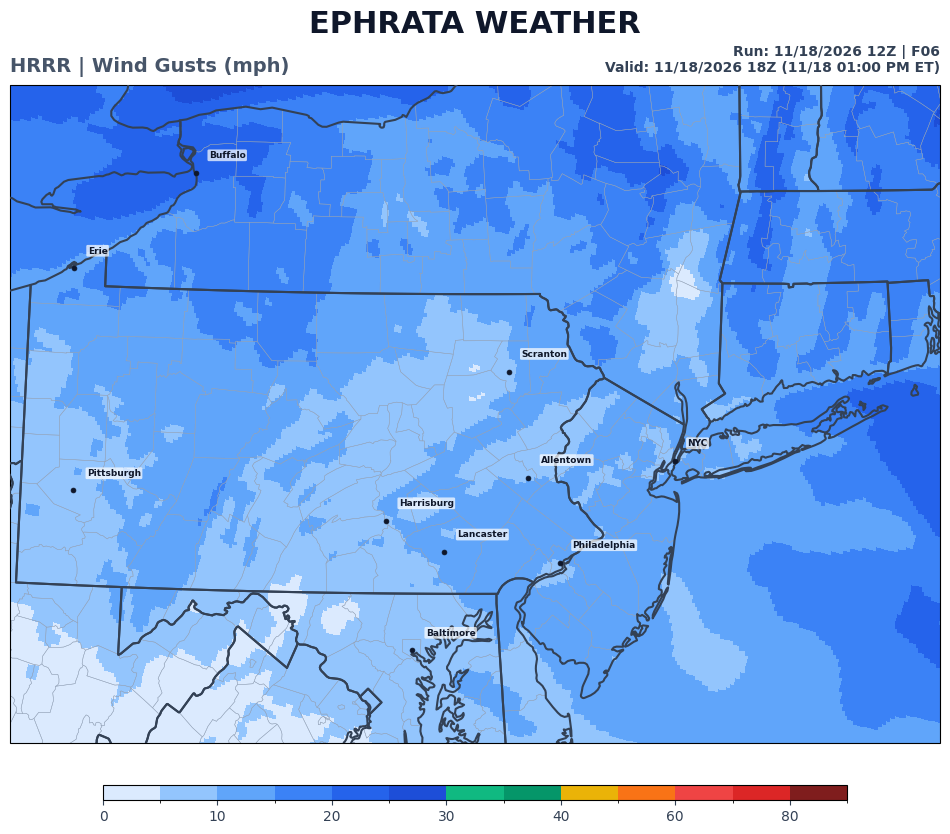 EPHRATA WEATHER
HRRR | Wind Gusts (mph)
Run: 11/18/2026 12Z | F06
Valid: 11/18/2026 18Z (11/18 01:00 PM ET)
Buffalo
Erie
Scranton
NYC
Allentown
Pittsburgh
Harrisburg
Lancaster
Philadelphia
Baltimore
0 10 20 30 40 50 60 70 80